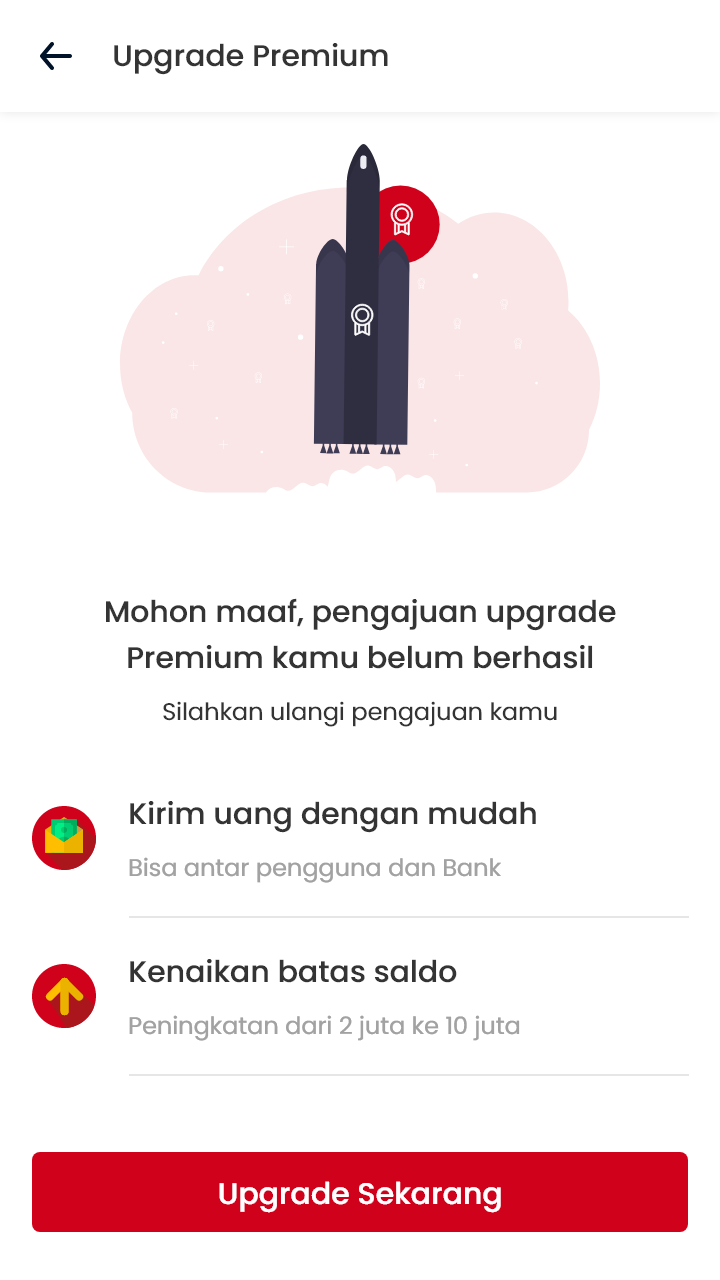 Upgrade Premium
Mohon maaf, pengajuan upgrade
Premium kamu belum berhasil
Silahkan ulangi pengajuan kamu
Kirim uang dengan mudah
Bisa antar pengguna dan Bank
Kenaikan batas saldo
Peningkatan dari 2 juta ke 10 juta
Upgrade Sekarang